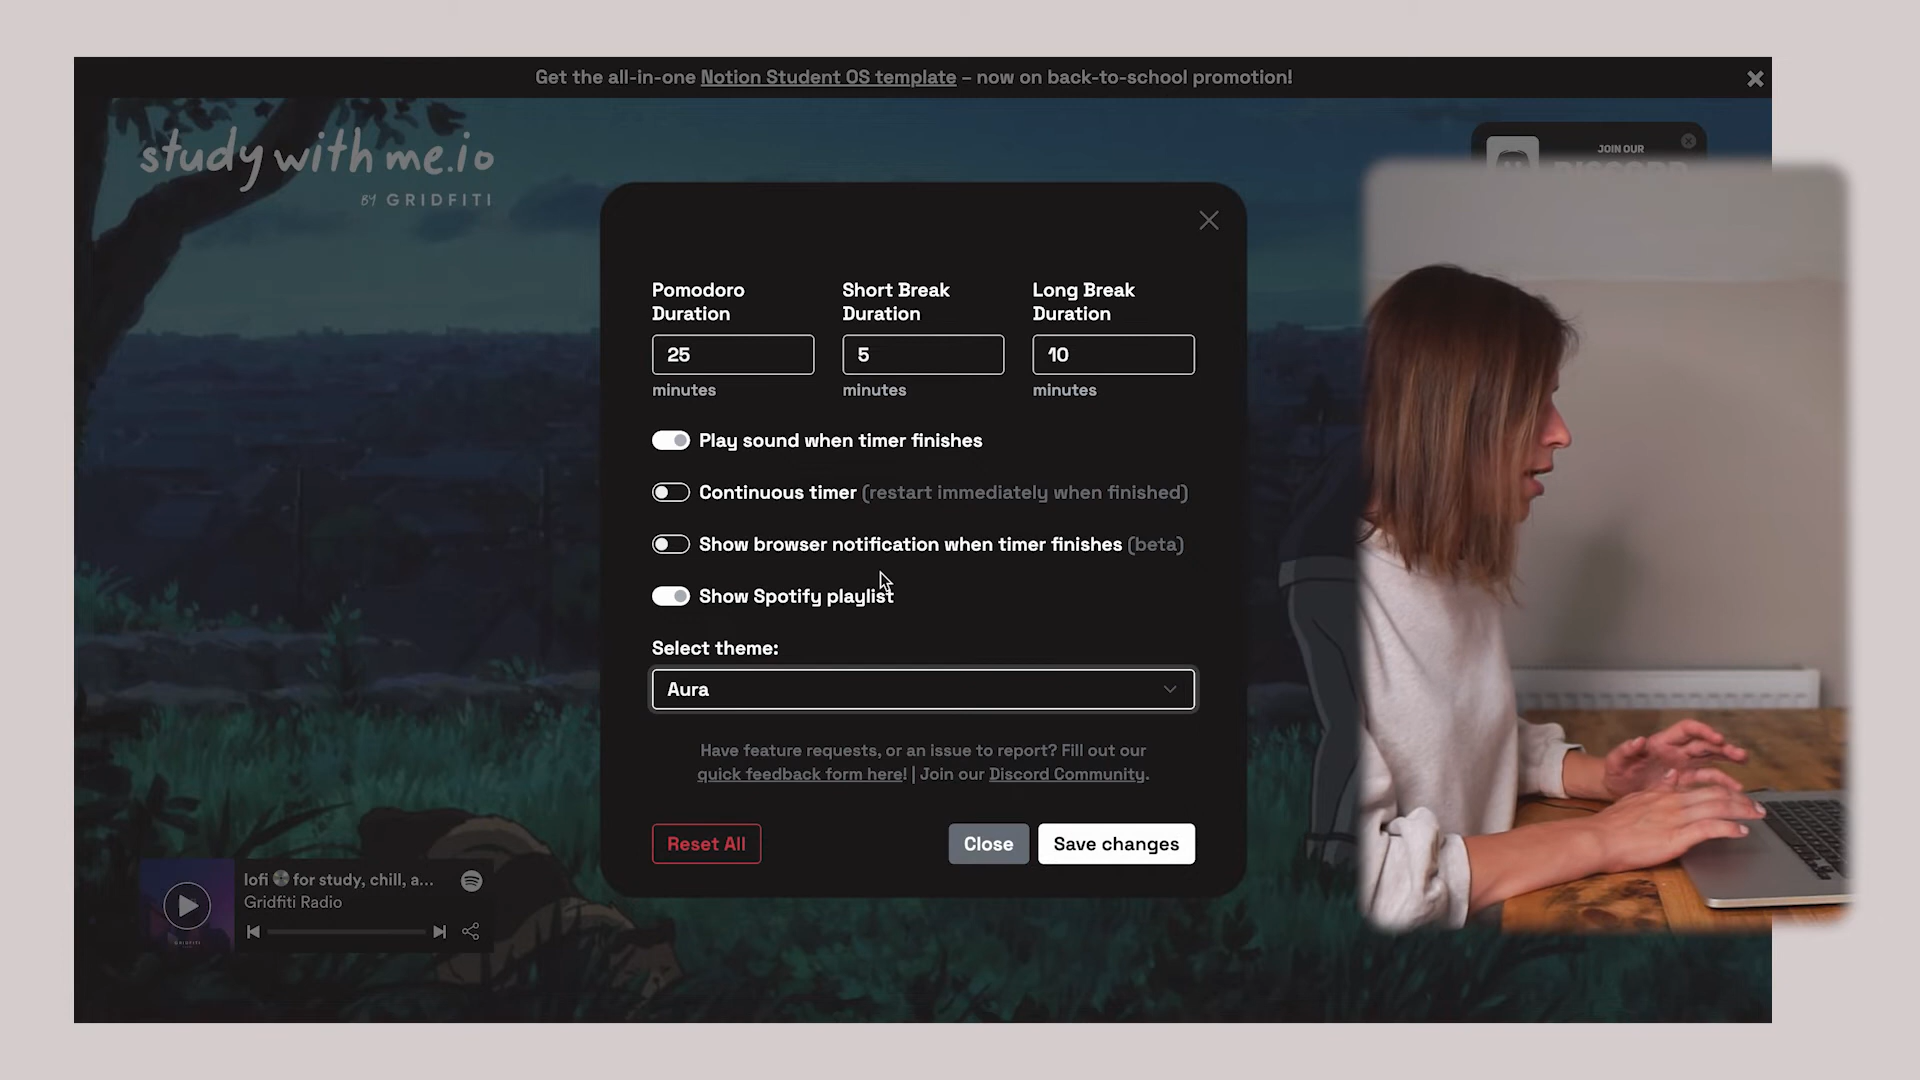 Get the all-in-one Notion Student OS template – now on back-to-school promotion!
study with me.io
BY GRIDFITI
JOIN OUR
DISCORD
Pomodoro
Duration
Short Break
Duration
Long Break
Duration
25
5
10
minutes
minutes
minutes
Play sound when timer finishes
Continuous timer (restart immediately when finished)
Show browser notification when timer finishes (beta)
Show Spotify playlist
Select theme:
Aura
Have feature requests, or an issue to report? Fill out our
quick feedback form here! | Join our Discord Community.
Reset All
Close
Save changes
lofi for study, chill, a...
Gridfiti Radio
GRIDFITI